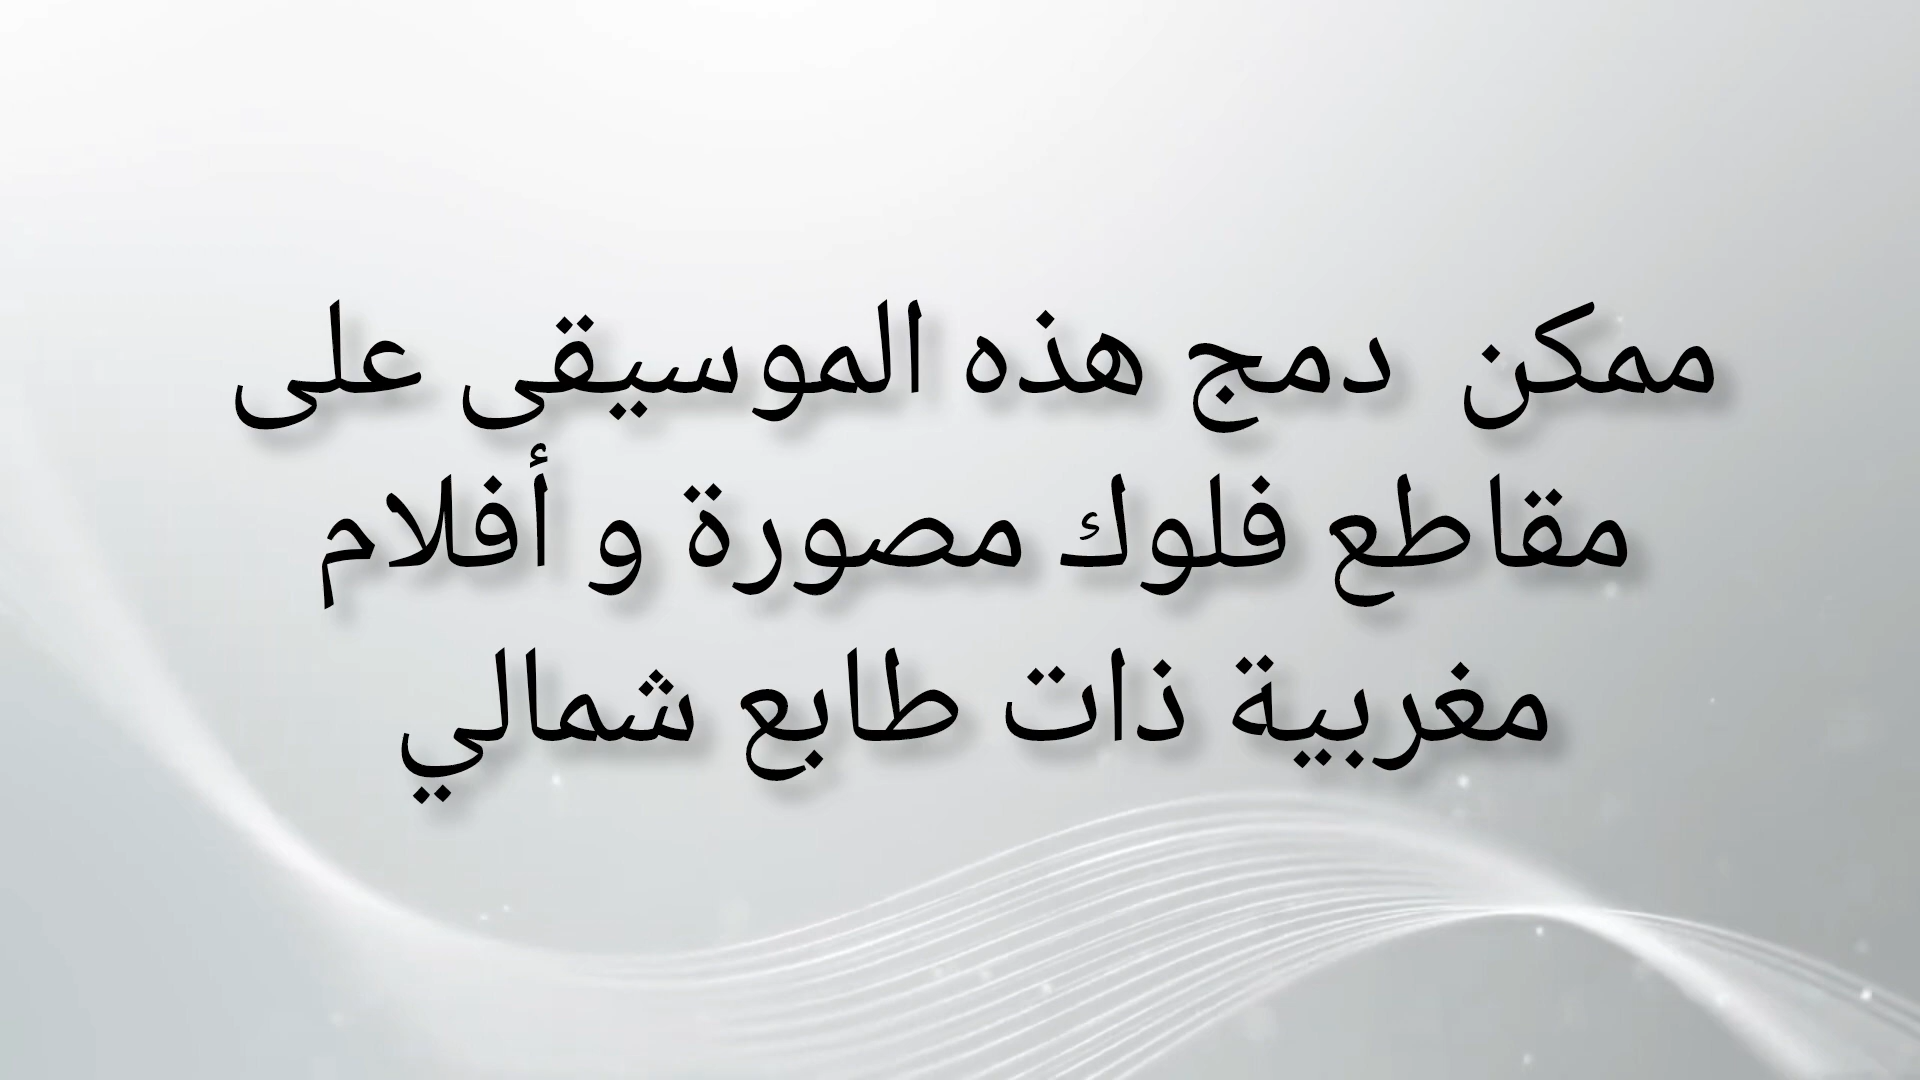 ممكن دمج هذه الموسيقى على
مقاطع فلوك مصورة و أفلام
مغربية ذات طابع شمالي